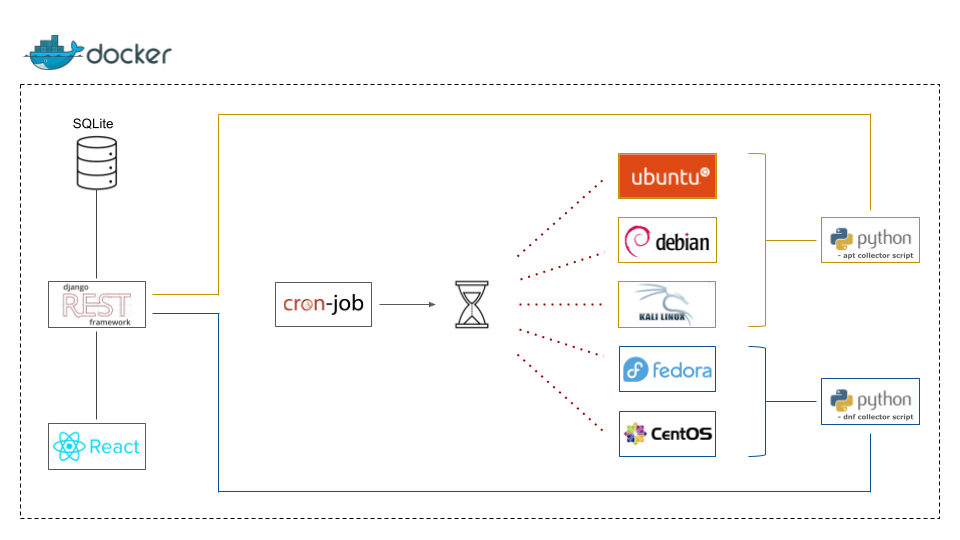 docker
SQLite
django
REST
framework
React
cron-job
ubuntu
debian
KALI LINUX
fedora
CentOS
python
- apt collector script
python
- dnf collector script